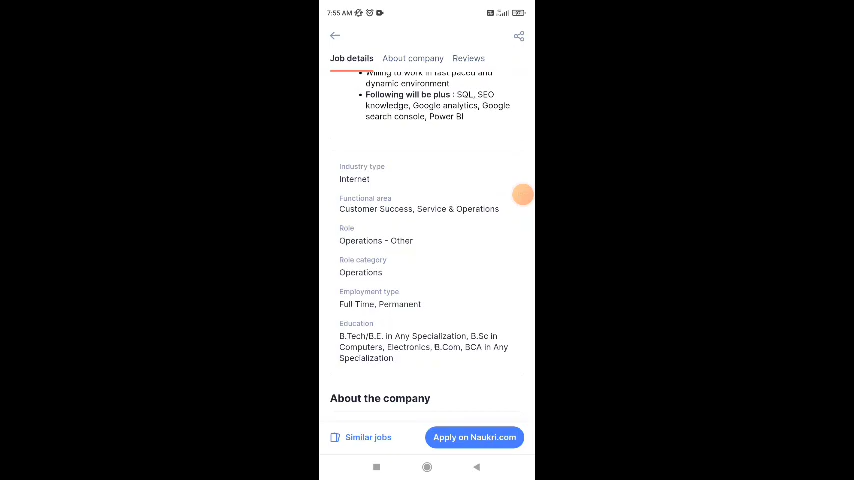 7:55 AM
Job details About company Reviews
• Willing to work in fast paced and
dynamic environment
• Following will be plus : SQL, SEO
knowledge, Google analytics, Google
search console, Power BI
Industry type
Internet
Functional area
Customer Success, Service & Operations
Role
Operations - Other
Role category
Operations
Employment type
Full Time, Permanent
Education
B.Tech/B.E. in Any Specialization, B.Sc in
Computers, Electronics, B.Com, BCA in Any
Specialization
About the company
Similar jobs Apply on Naukri.com